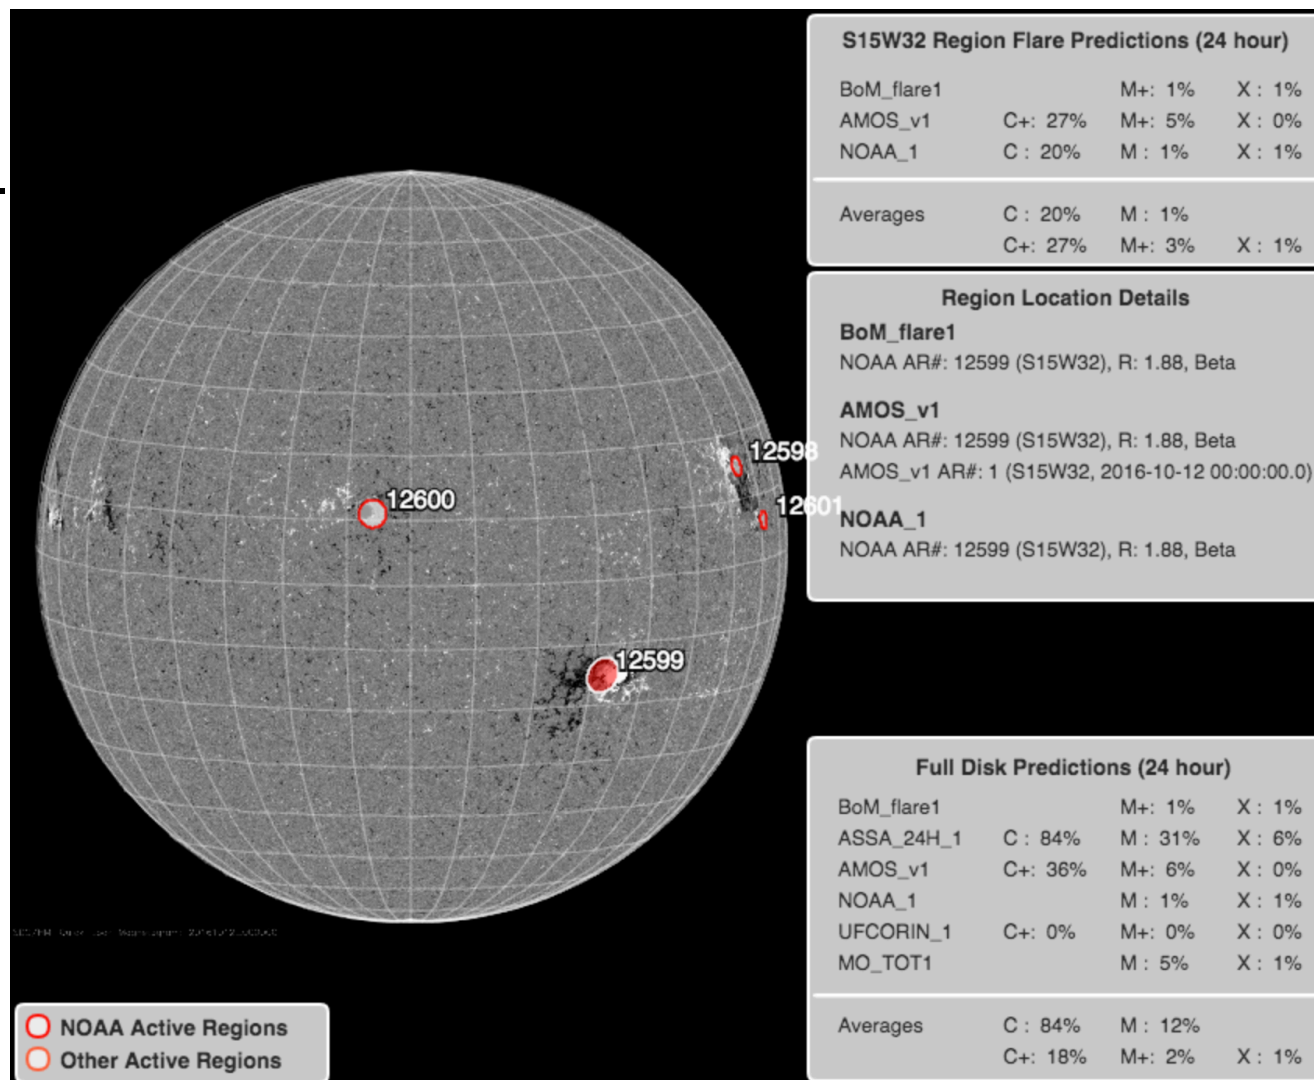 S15W32 Region Flare Predictions (24 hour)
BoM_flare1 M+: 1% X : 1%
AMOS_v1 C+: 27% M+: 5% X : 0%
NOAA_1 C : 20% M : 1% X : 1%
Averages C : 20% M : 1%
C+: 27% M+: 3% X : 1%
Region Location Details
BoM_flare1
NOAA AR#: 12599 (S15W32), R: 1.88, Beta
AMOS_v1
NOAA AR#: 12599 (S15W32), R: 1.88, Beta
AMOS_v1 AR#: 1 (S15W32, 2016-10-12 00:00:00.0)
NOAA_1
NOAA AR#: 12599 (S15W32), R: 1.88, Beta
12598
12600
12601
12599
Full Disk Predictions (24 hour)
BoM_flare1 M+: 1% X : 1%
ASSA_24H_1 C : 84% M : 31% X : 6%
AMOS_v1 C+: 36% M+: 6% X : 0%
NOAA_1 M : 1% X : 1%
UFCORIN_1 C+: 0% M+: 0% X : 0%
MO_TOT1 M : 5% X : 1%
Averages C : 84% M : 12%
C+: 18% M+: 2% X : 1%
NOAA Active Regions
Other Active Regions